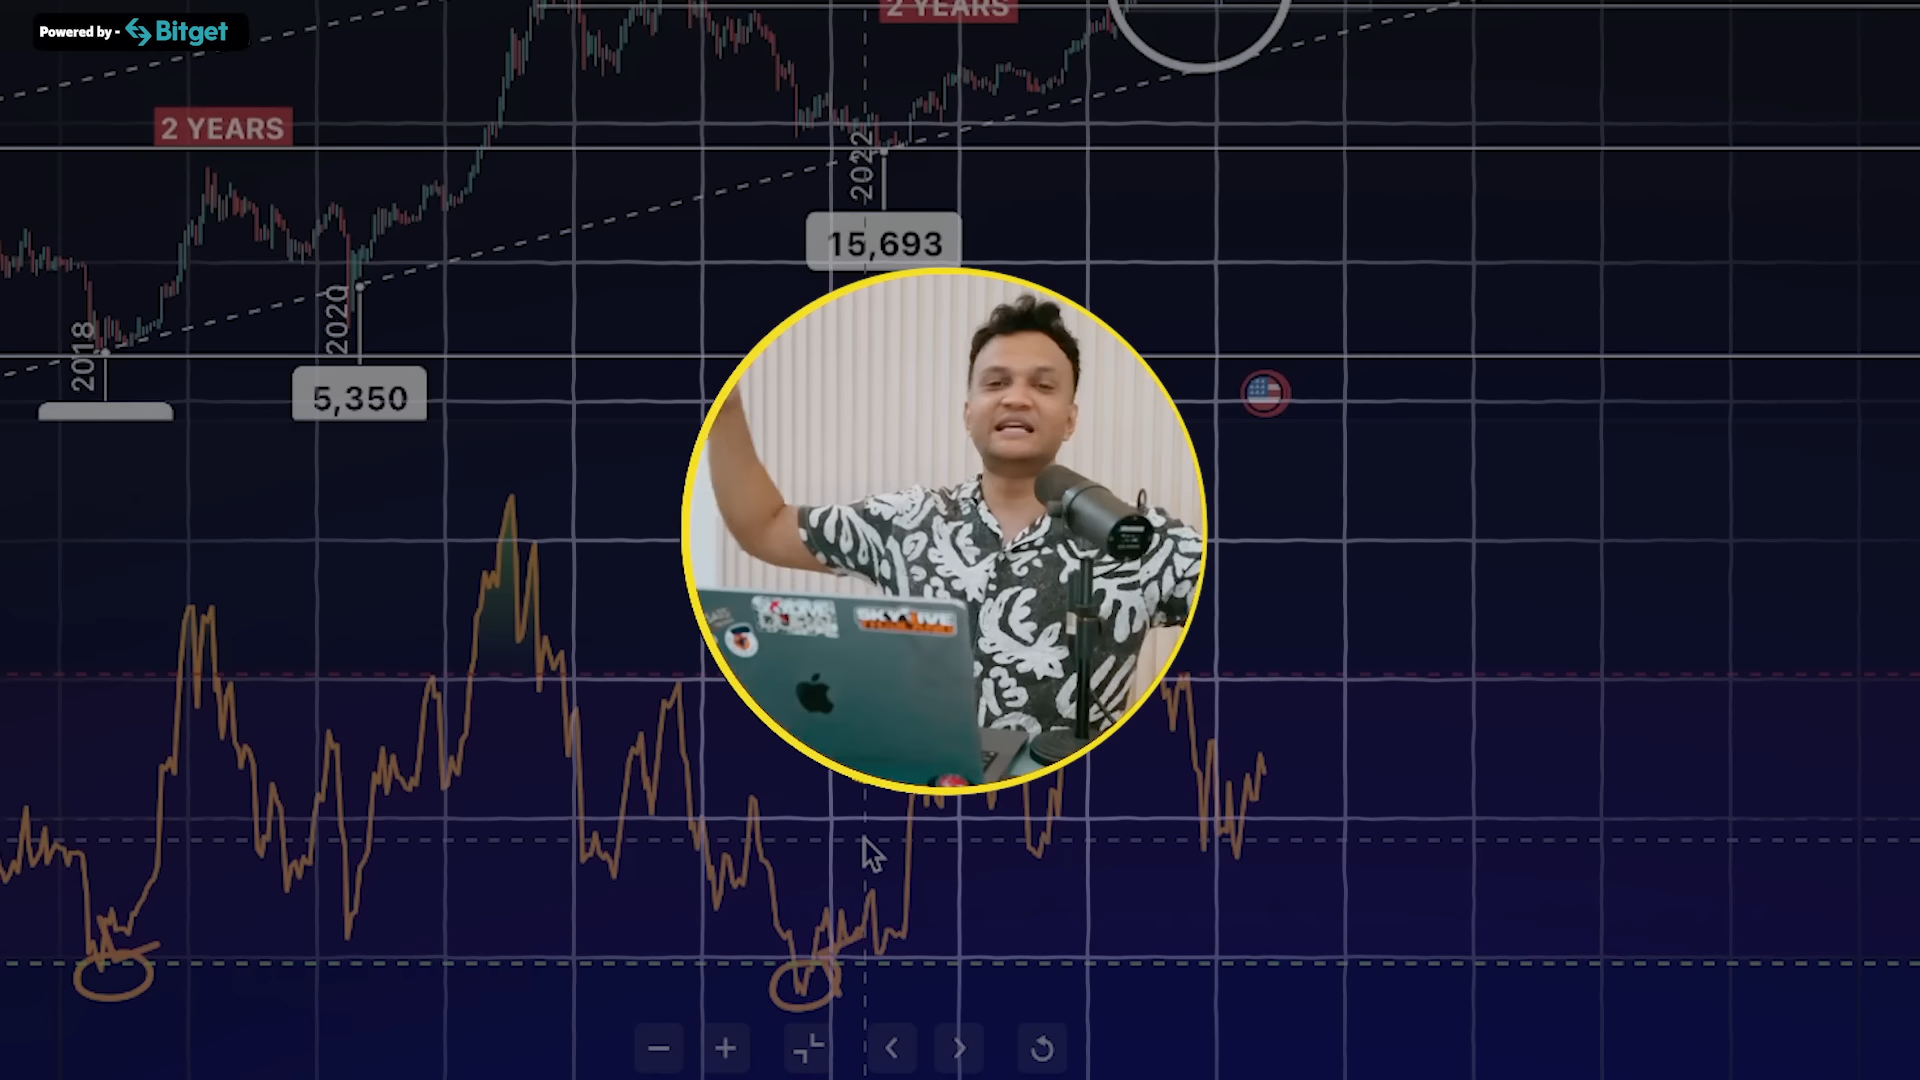 2 YEARS
Powered by - Bitget
2 YEARS
2022
15,693
2020
2018
5,350